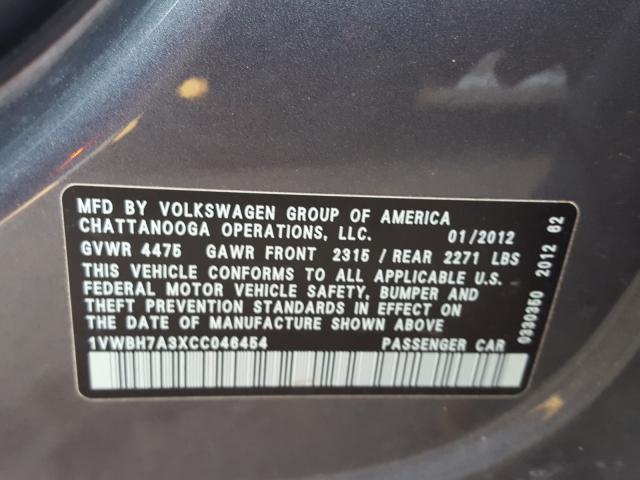 MFD BY VOLKSWAGEN GROUP OF AMERICA
CHATTANOOGA OPERATIONS, LLC. 01/2012
GVWR 4475 GAWR FRONT 2315 / REAR 2271 LBS
THIS VEHICLE CONFORMS TO ALL APPLICABLE U.S.
FEDERAL MOTOR VEHICLE SAFETY, BUMPER AND
THEFT PREVENTION STANDARDS IN EFFECT ON
THE DATE OF MANUFACTURE SHOWN ABOVE.
1VWBH7A3XCC046454 PASSENGER CAR
0330350 2012 62